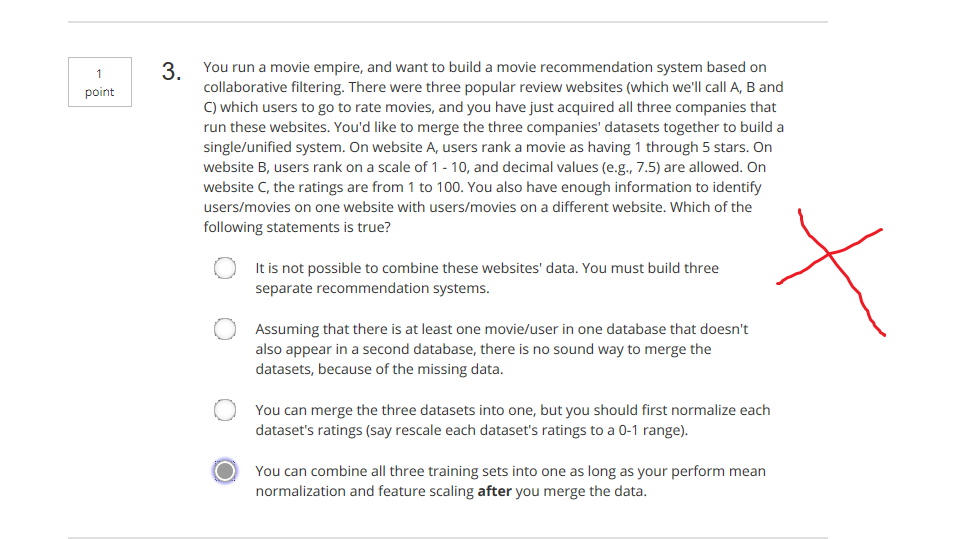 1
point
3.
You run a movie empire, and want to build a movie recommendation system based on
collaborative filtering. There were three popular review websites (which we'll call A, B and
C) which users to go to rate movies, and you have just acquired all three companies that
run these websites. You'd like to merge the three companies' datasets together to build a
single/unified system. On website A, users rank a movie as having 1 through 5 stars. On
website B, users rank on a scale of 1 - 10, and decimal values (e.g., 7.5) are allowed. On
website C, the ratings are from 1 to 100. You also have enough information to identify
users/movies on one website with users/movies on a different website. Which of the
following statements is true?
It is not possible to combine these websites' data. You must build three
separate recommendation systems.
Assuming that there is at least one movie/user in one database that doesn't
also appear in a second database, there is no sound way to merge the
datasets, because of the missing data.
You can merge the three datasets into one, but you should first normalize each
dataset's ratings (say rescale each dataset's ratings to a 0-1 range).
You can combine all three training sets into one as long as your perform mean
normalization and feature scaling after you merge the data.